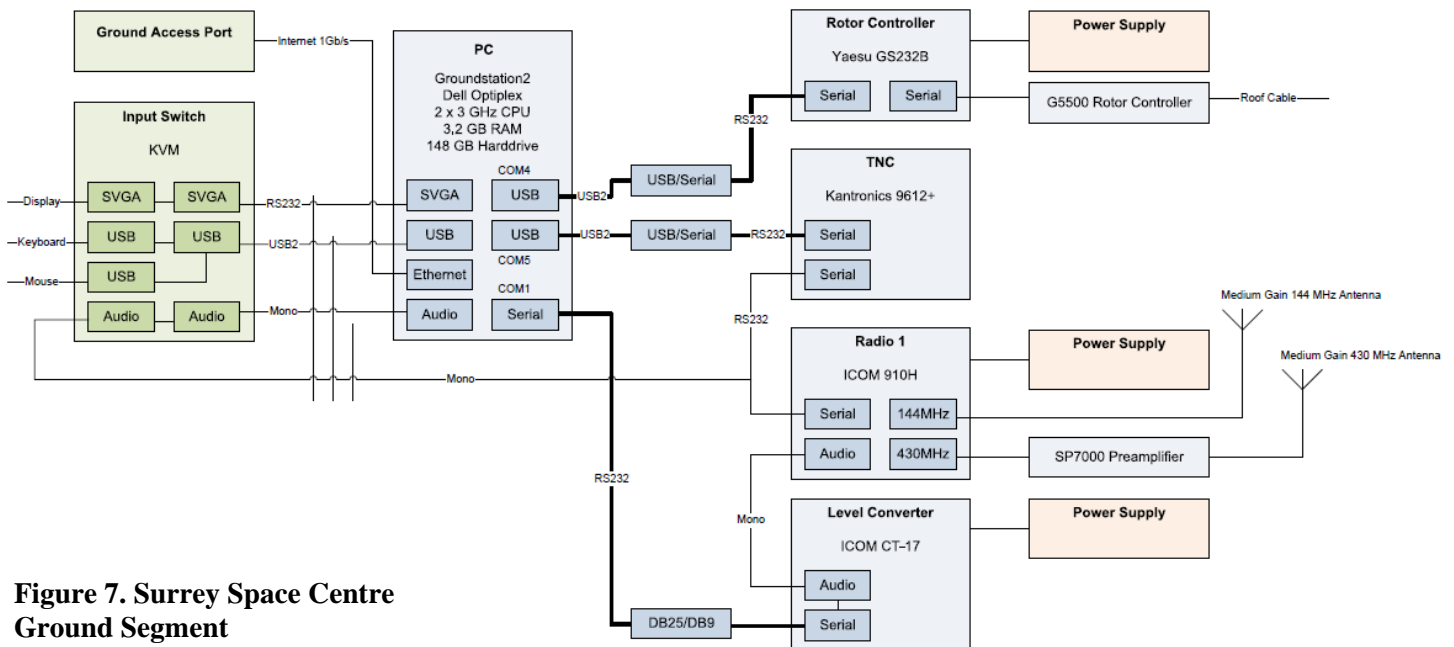 Ground Access Port
Internet 1Gb/s
Input Switch
KVM
SVGA
SVGA
Display
USB
USB
Keyboard
USB
Mouse
Audio
Audio
RS232
USB2
Mono
Mono
PC
Groundstation2
Dell Optiplex
2 x 3 GHz CPU
3,2 GB RAM
148 GB Harddrive
COM4
SVGA
USB
USB
USB
COM5
Ethernet
COM1
Audio
Serial
USB2
USB/Serial
RS232
USB2
USB/Serial
RS232
RS232
RS232
Mono
DB25/DB9
Rotor Controller
Yaesu GS232B
Serial
Serial
Power Supply
G5500 Rotor Controller
Roof Cable
TNC
Kantronics 9612+
Serial
Serial
Radio 1
ICOM 910H
Serial
144MHz
Audio
430MHz
Power Supply
SP7000 Preamplifier
Medium Gain 144 MHz Antenna
Medium Gain 430 MHz Antenna
Level Converter
ICOM CT–17
Audio
Serial
Power Supply
Figure 7. Surrey Space Centre
Ground Segment